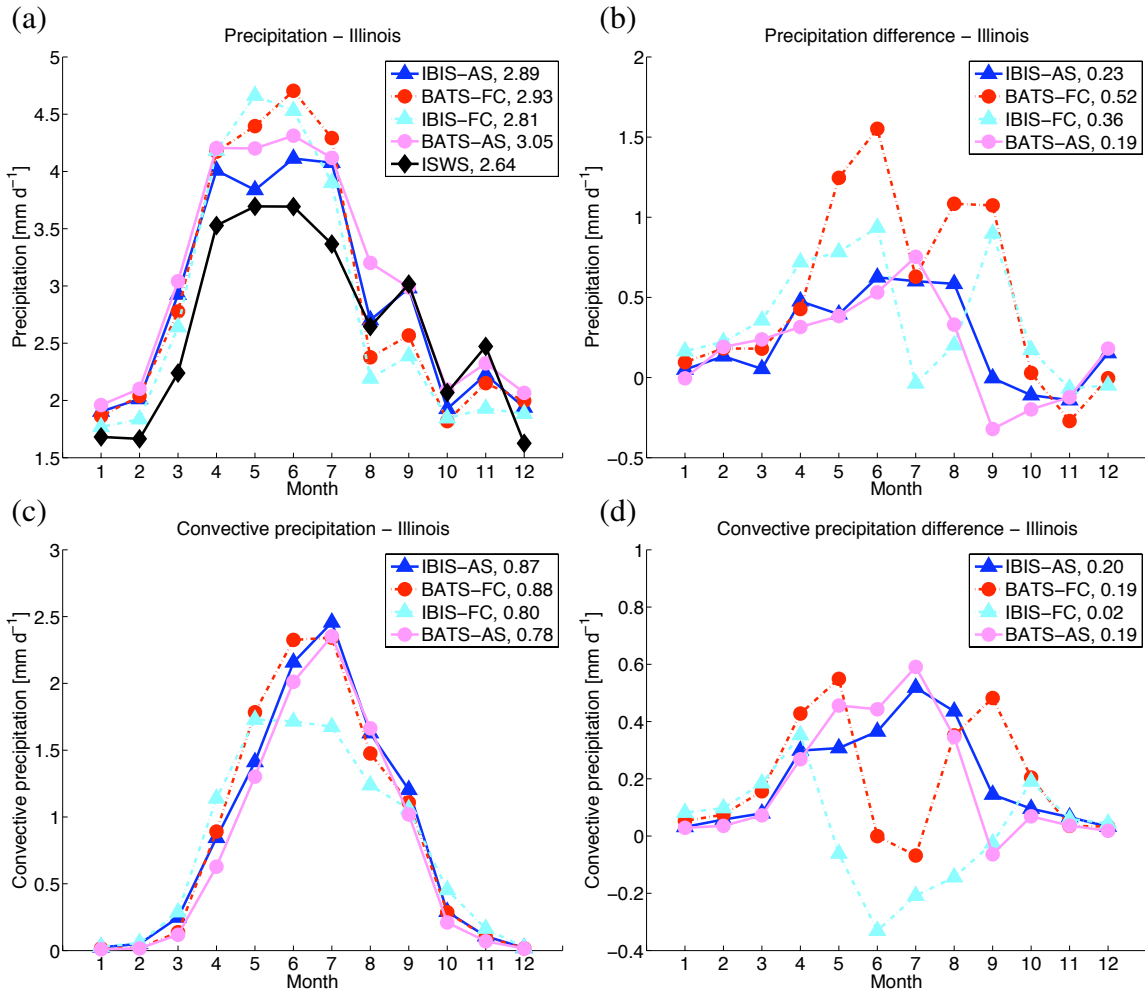 (a)
Precipitation − Illinois
5
4.5
4
3.5
3
2.5
2
1.5
Precipitation [mm d−1]
IBIS−AS, 2.89
BATS−FC, 2.93
IBIS−FC, 2.81
BATS−AS, 3.05
ISWS, 2.64
1 2 3 4 5 6 7 8 9 10 11 12
Month
(b)
Precipitation difference − Illinois
2
1.5
1
0.5
0
−0.5
Precipitation [mm d−1]
IBIS−AS, 0.23
BATS−FC, 0.52
IBIS−FC, 0.36
BATS−AS, 0.19
1 2 3 4 5 6 7 8 9 10 11 12
Month
(c)
Convective precipitation − Illinois
3
2.5
2
1.5
1
0.5
0
Convective precipitation [mm d−1]
IBIS−AS, 0.87
BATS−FC, 0.88
IBIS−FC, 0.80
BATS−AS, 0.78
1 2 3 4 5 6 7 8 9 10 11 12
Month
(d)
Convective precipitation difference − Illinois
1
0.8
0.6
0.4
0.2
0
−0.2
−0.4
Convective precipitation [mm d−1]
IBIS−AS, 0.20
BATS−FC, 0.19
IBIS−FC, 0.02
BATS−AS, 0.19
1 2 3 4 5 6 7 8 9 10 11 12
Month